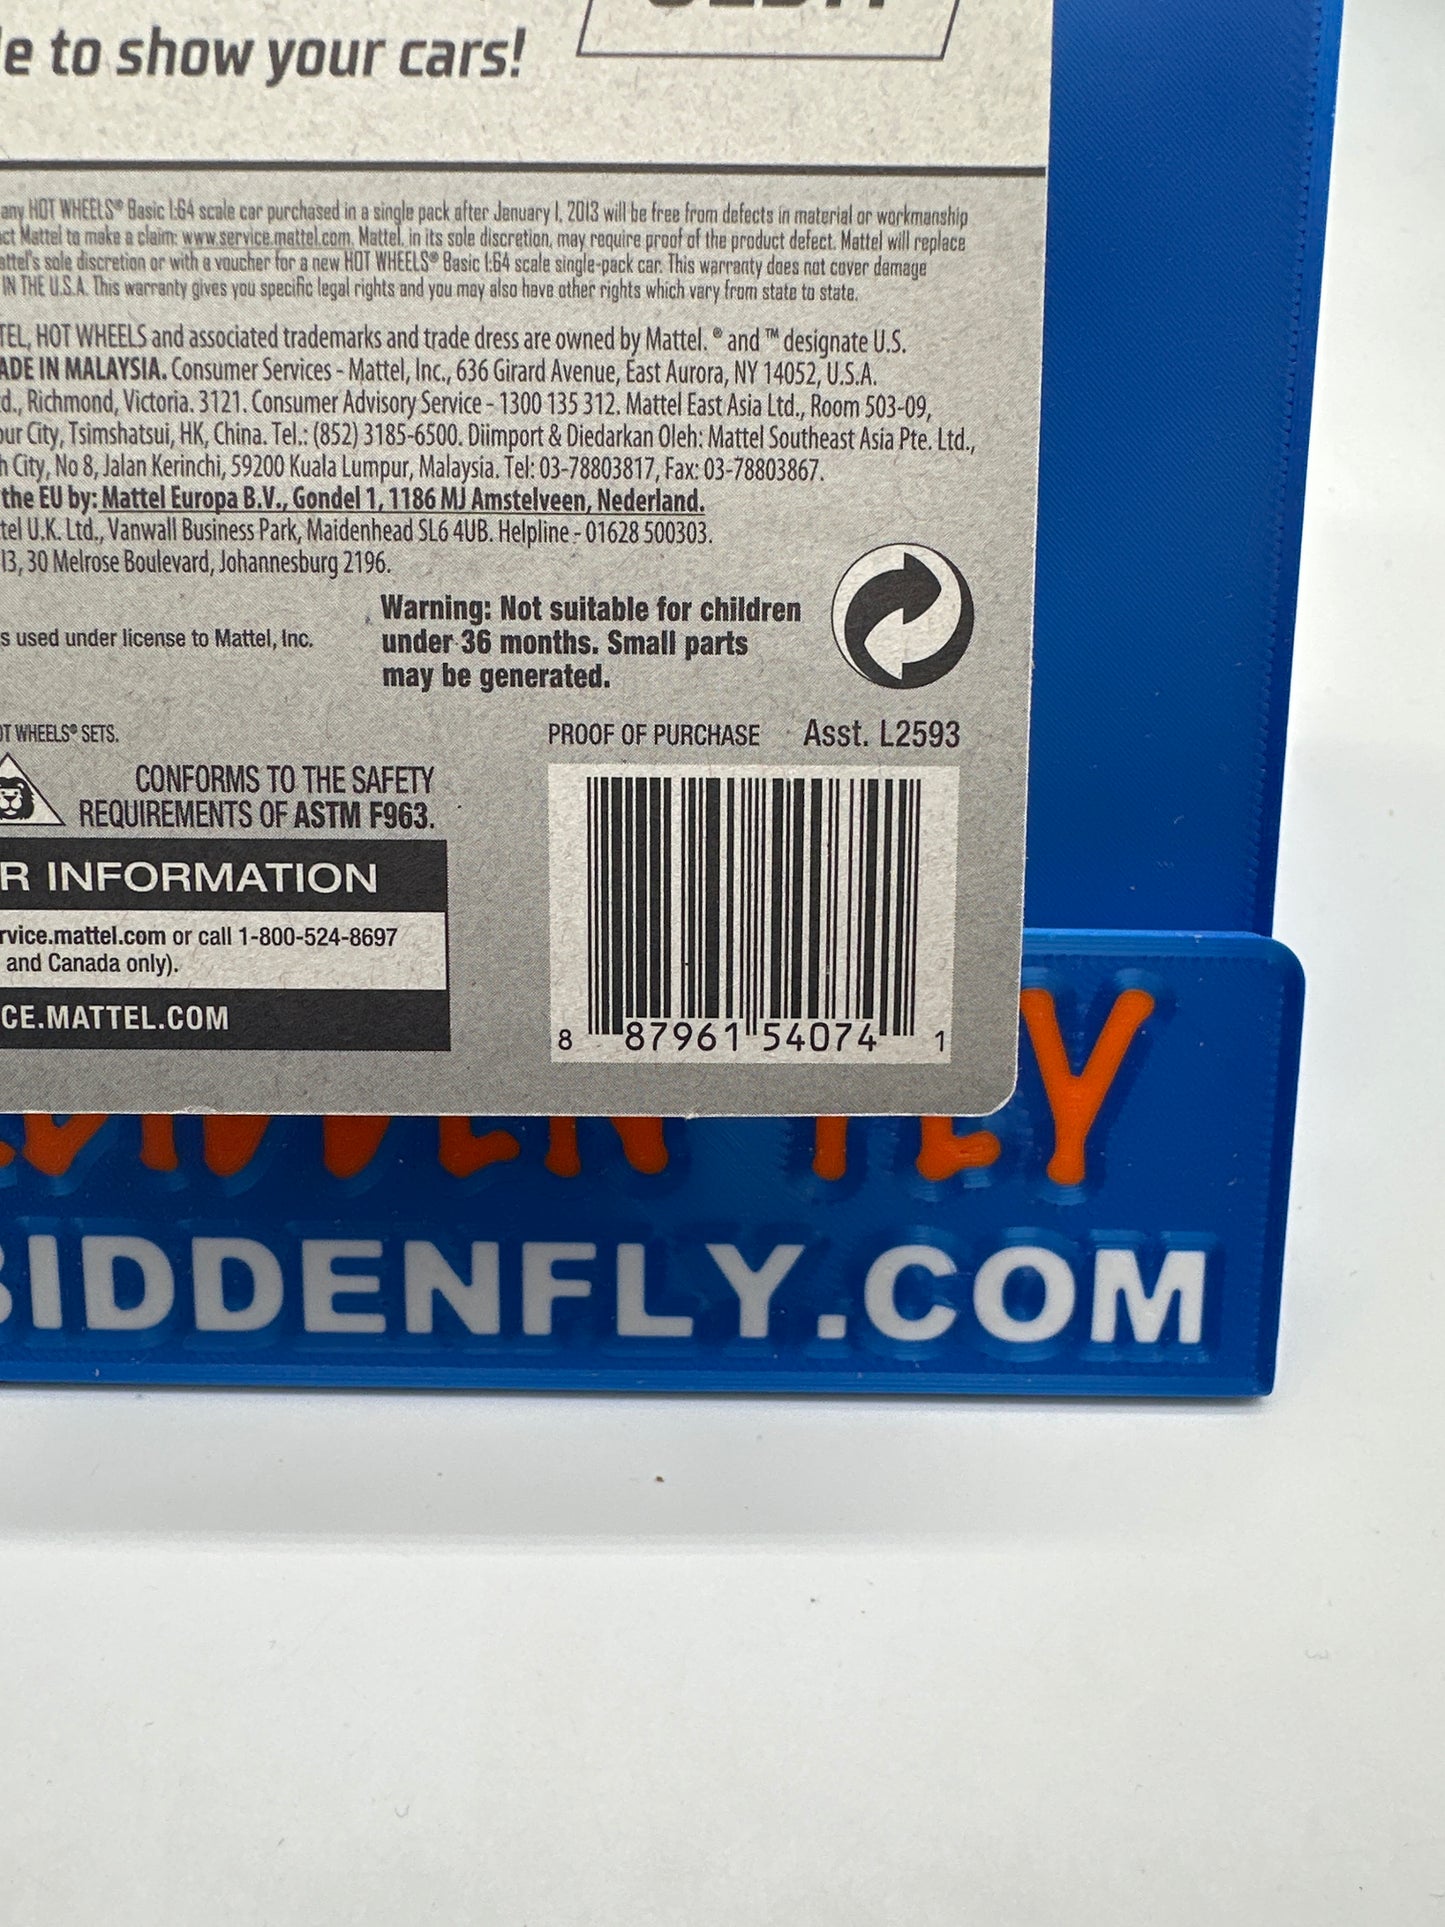 e to show your cars!
any HOT WHEELS® Basic 1:64 scale car purchased in a single pack after January 1, 2013 will be free from defects in material or workmanship
ct Mattel to make a claim: www.service.mattel.com. Mattel, in its sole discretion, may require proof of the product defect. Mattel will replace
attel's sole discretion or with a voucher for a new HOT WHEELS® Basic 1:64 scale single-pack car. This warranty does not cover damage
IN THE U.S.A. This warranty gives you specific legal rights and you may also have other rights which vary from state to state.
TEL, HOT WHEELS and associated trademarks and trade dress are owned by Mattel. ® and ™ designate U.S.
ADE IN MALAYSIA. Consumer Services - Mattel, Inc., 636 Girard Avenue, East Aurora, NY 14052, U.S.A.
d., Richmond, Victoria. 3121. Consumer Advisory Service - 1300 135 312. Mattel East Asia Ltd., Room 503-09,
our City, Tsimshatsui, HK, China. Tel.: (852) 3185-6500. Diimport & Diedarkan Oleh: Mattel Southeast Asia Pte. Ltd.,
h City, No 8, Jalan Kerinchi, 59200 Kuala Lumpur, Malaysia. Tel: 03-78803817, Fax: 03-78803867.
the EU by: Mattel Europa B.V., Gondel 1, 1186 MJ Amstelveen, Nederland.
tel U.K. Ltd., Vanwall Business Park, Maidenhead SL6 4UB. Helpline - 01628 500303.
13, 30 Melrose Boulevard, Johannesburg 2196.
Warning: Not suitable for children
under 36 months. Small parts
may be generated.
s used under license to Mattel, Inc.
OT WHEELS® SETS.
PROOF OF PURCHASE Asst. L2593
CONFORMS TO THE SAFETY
REQUIREMENTS OF ASTM F963.
R INFORMATION
rvice.mattel.com or call 1-800-524-8697
and Canada only).
CE.MATTEL.COM
8 87961 54074 1
BIDDEN FLY
BIDDENFLY.COM